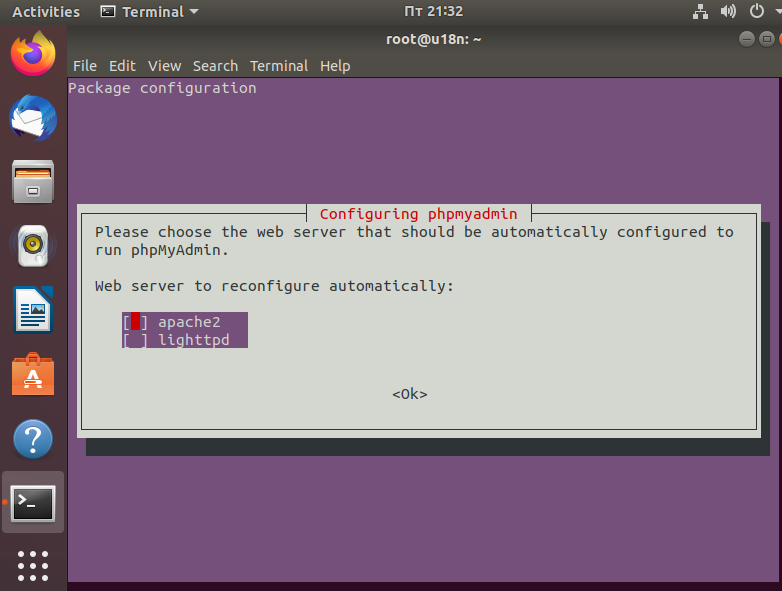 Activities Terminal Пт 21:32
root@u18n: ~
File Edit View Search Terminal Help
Package configuration
Configuring phpmyadmin
Please choose the web server that should be automatically configured to
run phpMyAdmin.
Web server to reconfigure automatically:
[ ] apache2
[ ] lighttpd
<Ok>